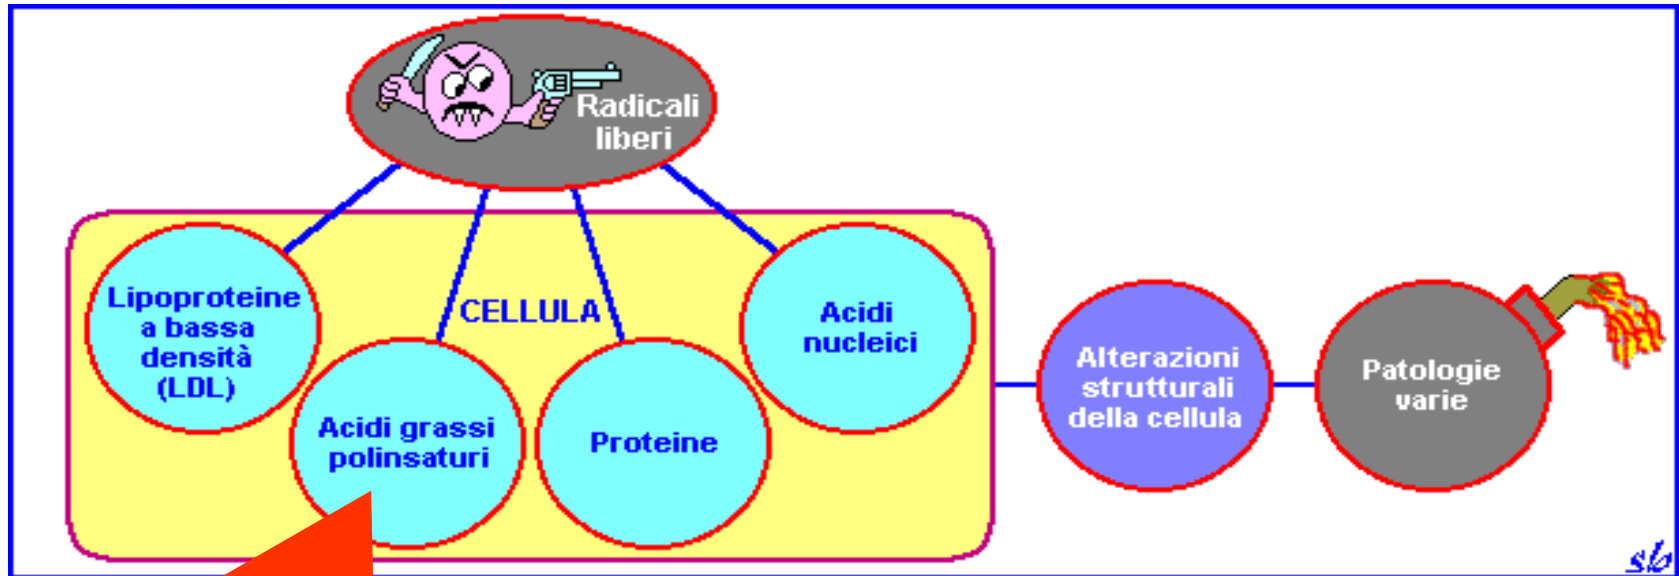 Radicali
liberi
Lipoproteine
a bassa
densità
(LDL)
CELLULA
Acidi grassi
polinsaturi
Proteine
Acidi
nucleici
Alterazioni
strutturali
della cellula
Patologie
varie
sb